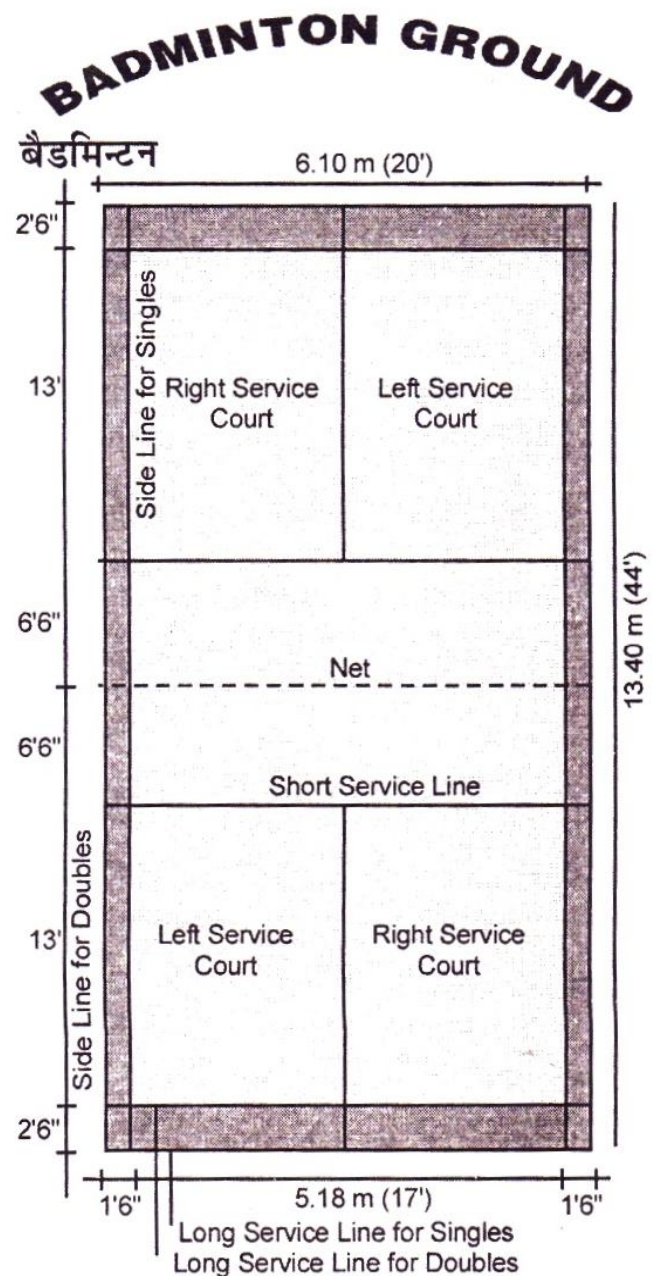 BADMINTON GROUND
बैडमिन्टन
6.10 m (20')
2'6"
Side Line for Singles
13'
Right Service
Court
Left Service
Court
6'6"
13.40 m (44')
Net
6'6"
Short Service Line
Side Line for Doubles
13'
Left Service
Court
Right Service
Court
2'6"
1'6"
5.18 m (17')
1'6"
Long Service Line for Singles
Long Service Line for Doubles